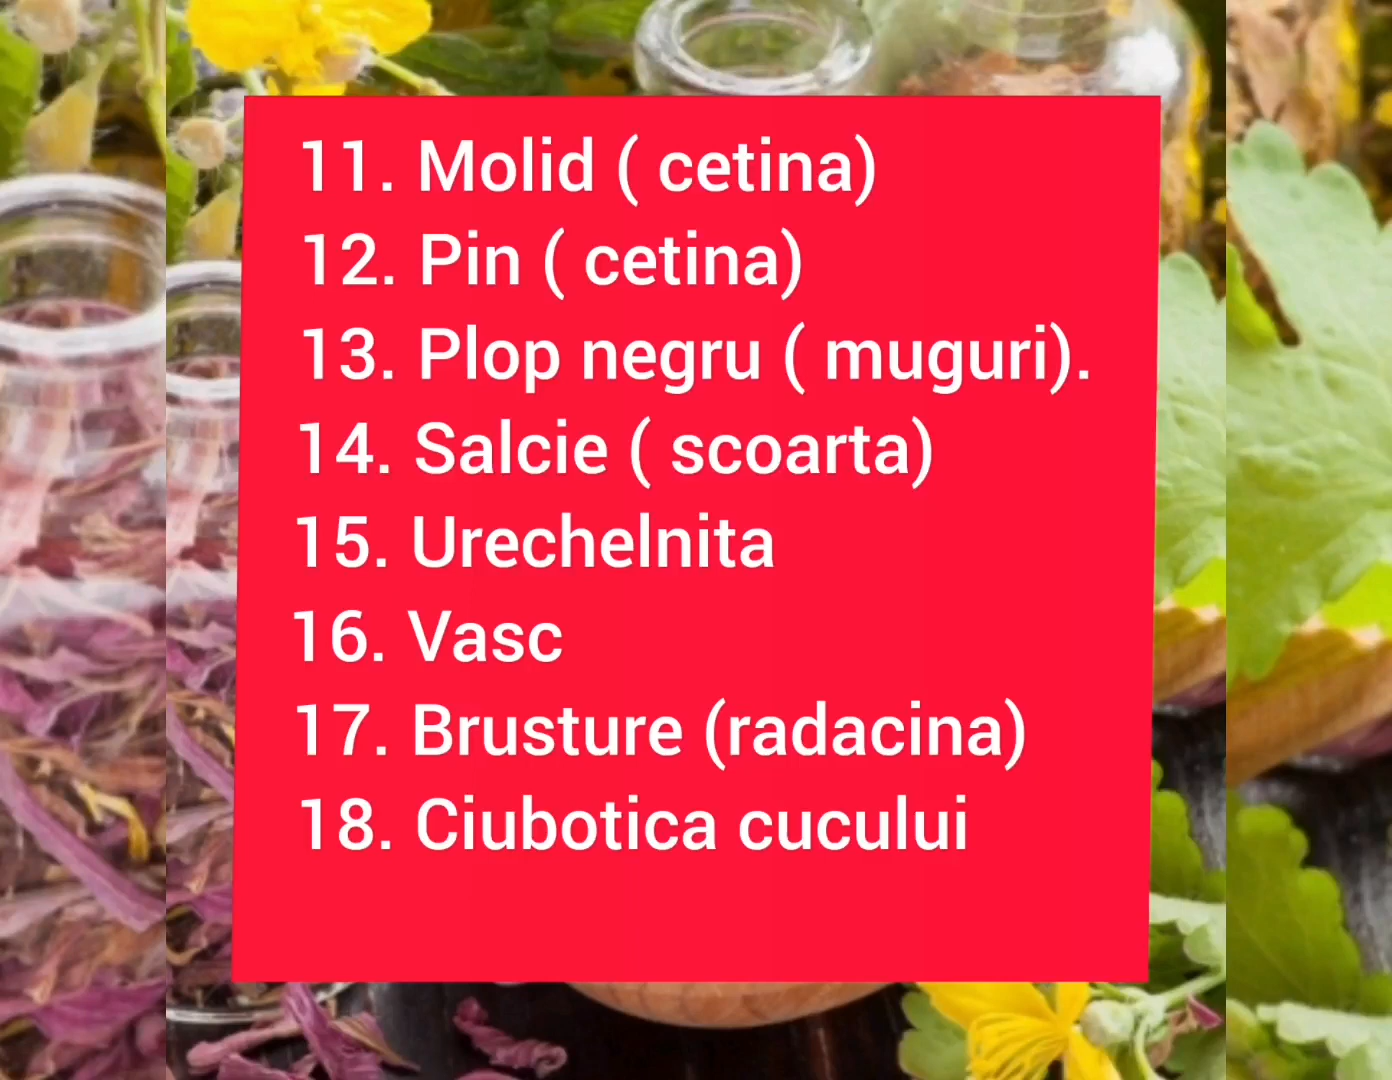 11. Molid ( cetina)
12. Pin ( cetina)
13. Plop negru ( muguri).
14. Salcie ( scoarta)
15. Urechelnita
16. Vasc
17. Brusture (radacina)
18. Ciubotica cucului